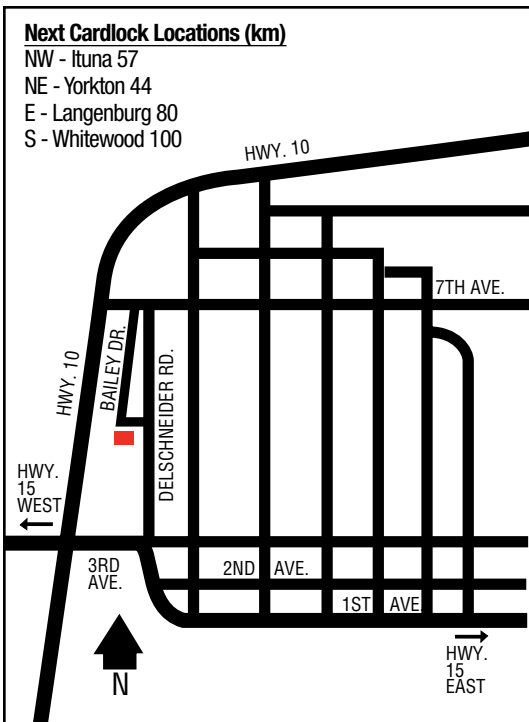 Next Cardlock Locations (km)
NW - Ituna 57
NE - Yorkton 44
E - Langenburg 80
S - Whitewood 100
HWY. 10
7TH AVE.
BAILEY DR.
DELSCHNEIDER RD.
HWY. 10
HWY.
15
WEST
3RD
AVE.
2ND AVE.
1ST AVE.
N
HWY.
15
EAST